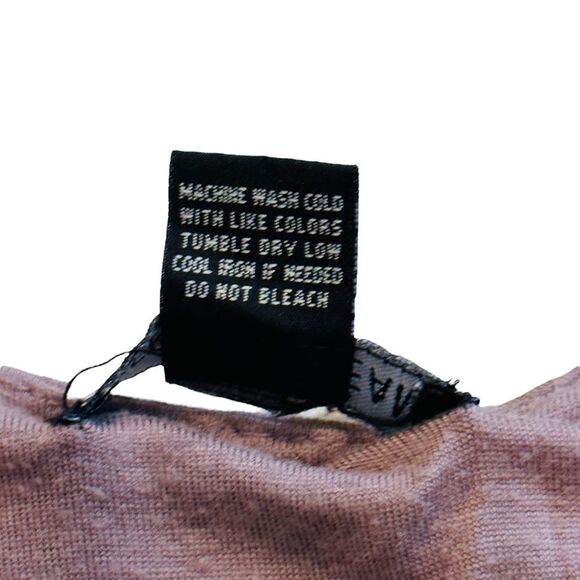 MACHINE WASH COLD
WITH LIKE COLORS
TUMBLE DRY LOW
COOL IRON IF NEEDED
DO NOT BLEACH